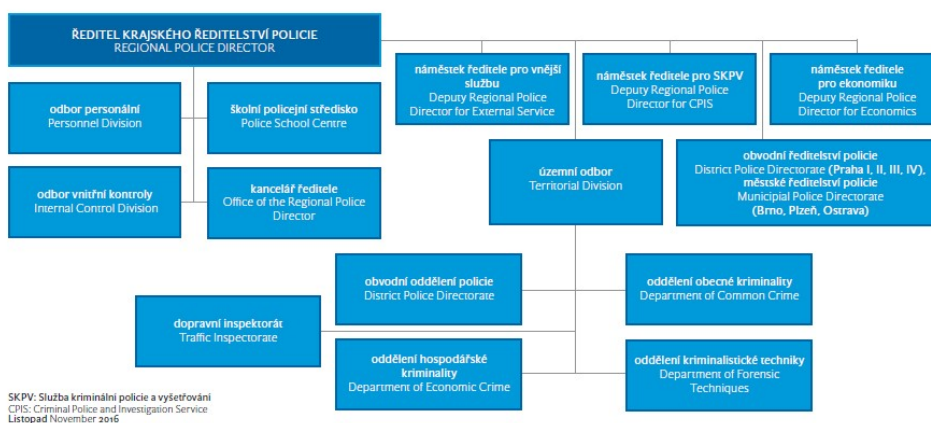 ŘEDITEL KRAJSKÉHO ŘEDITELSTVÍ POLICIE
REGIONAL POLICE DIRECTOR
odbor personální
Personnel Division
školní policejní středisko
Police School Centre
odbor vnitřní kontroly
Internal Control Division
kancelář ředitele
Office of the Regional Police
Director
náměstek ředitele pro vnější
službu
Deputy Regional Police
Director for External Service
náměstek ředitele pro SKPV
Deputy Regional Police
Director for CPIS
náměstek ředitele
pro ekonomiku
Deputy Regional Police
Director for Economics
územní odbor
Territorial Division
obvodní ředitelství policie
District Police Directorate (Praha I, II, III, IV),
městské ředitelství policie
Municipial Police Directorate
(Brno, Plzeň, Ostrava)
obvodní oddělení policie
District Police Directorate
oddělení obecné kriminality
Department of Common Crime
dopravní inspektorát
Traffic Inspectorate
oddělení hospodářské
kriminality
Department of Economic Crime
oddělení kriminalistické techniky
Department of Forensic
Techniques
SKPV: Služba kriminální policie a vyšetřování
CPIS: Criminal Police and Investigation Service
Listopad November 2016